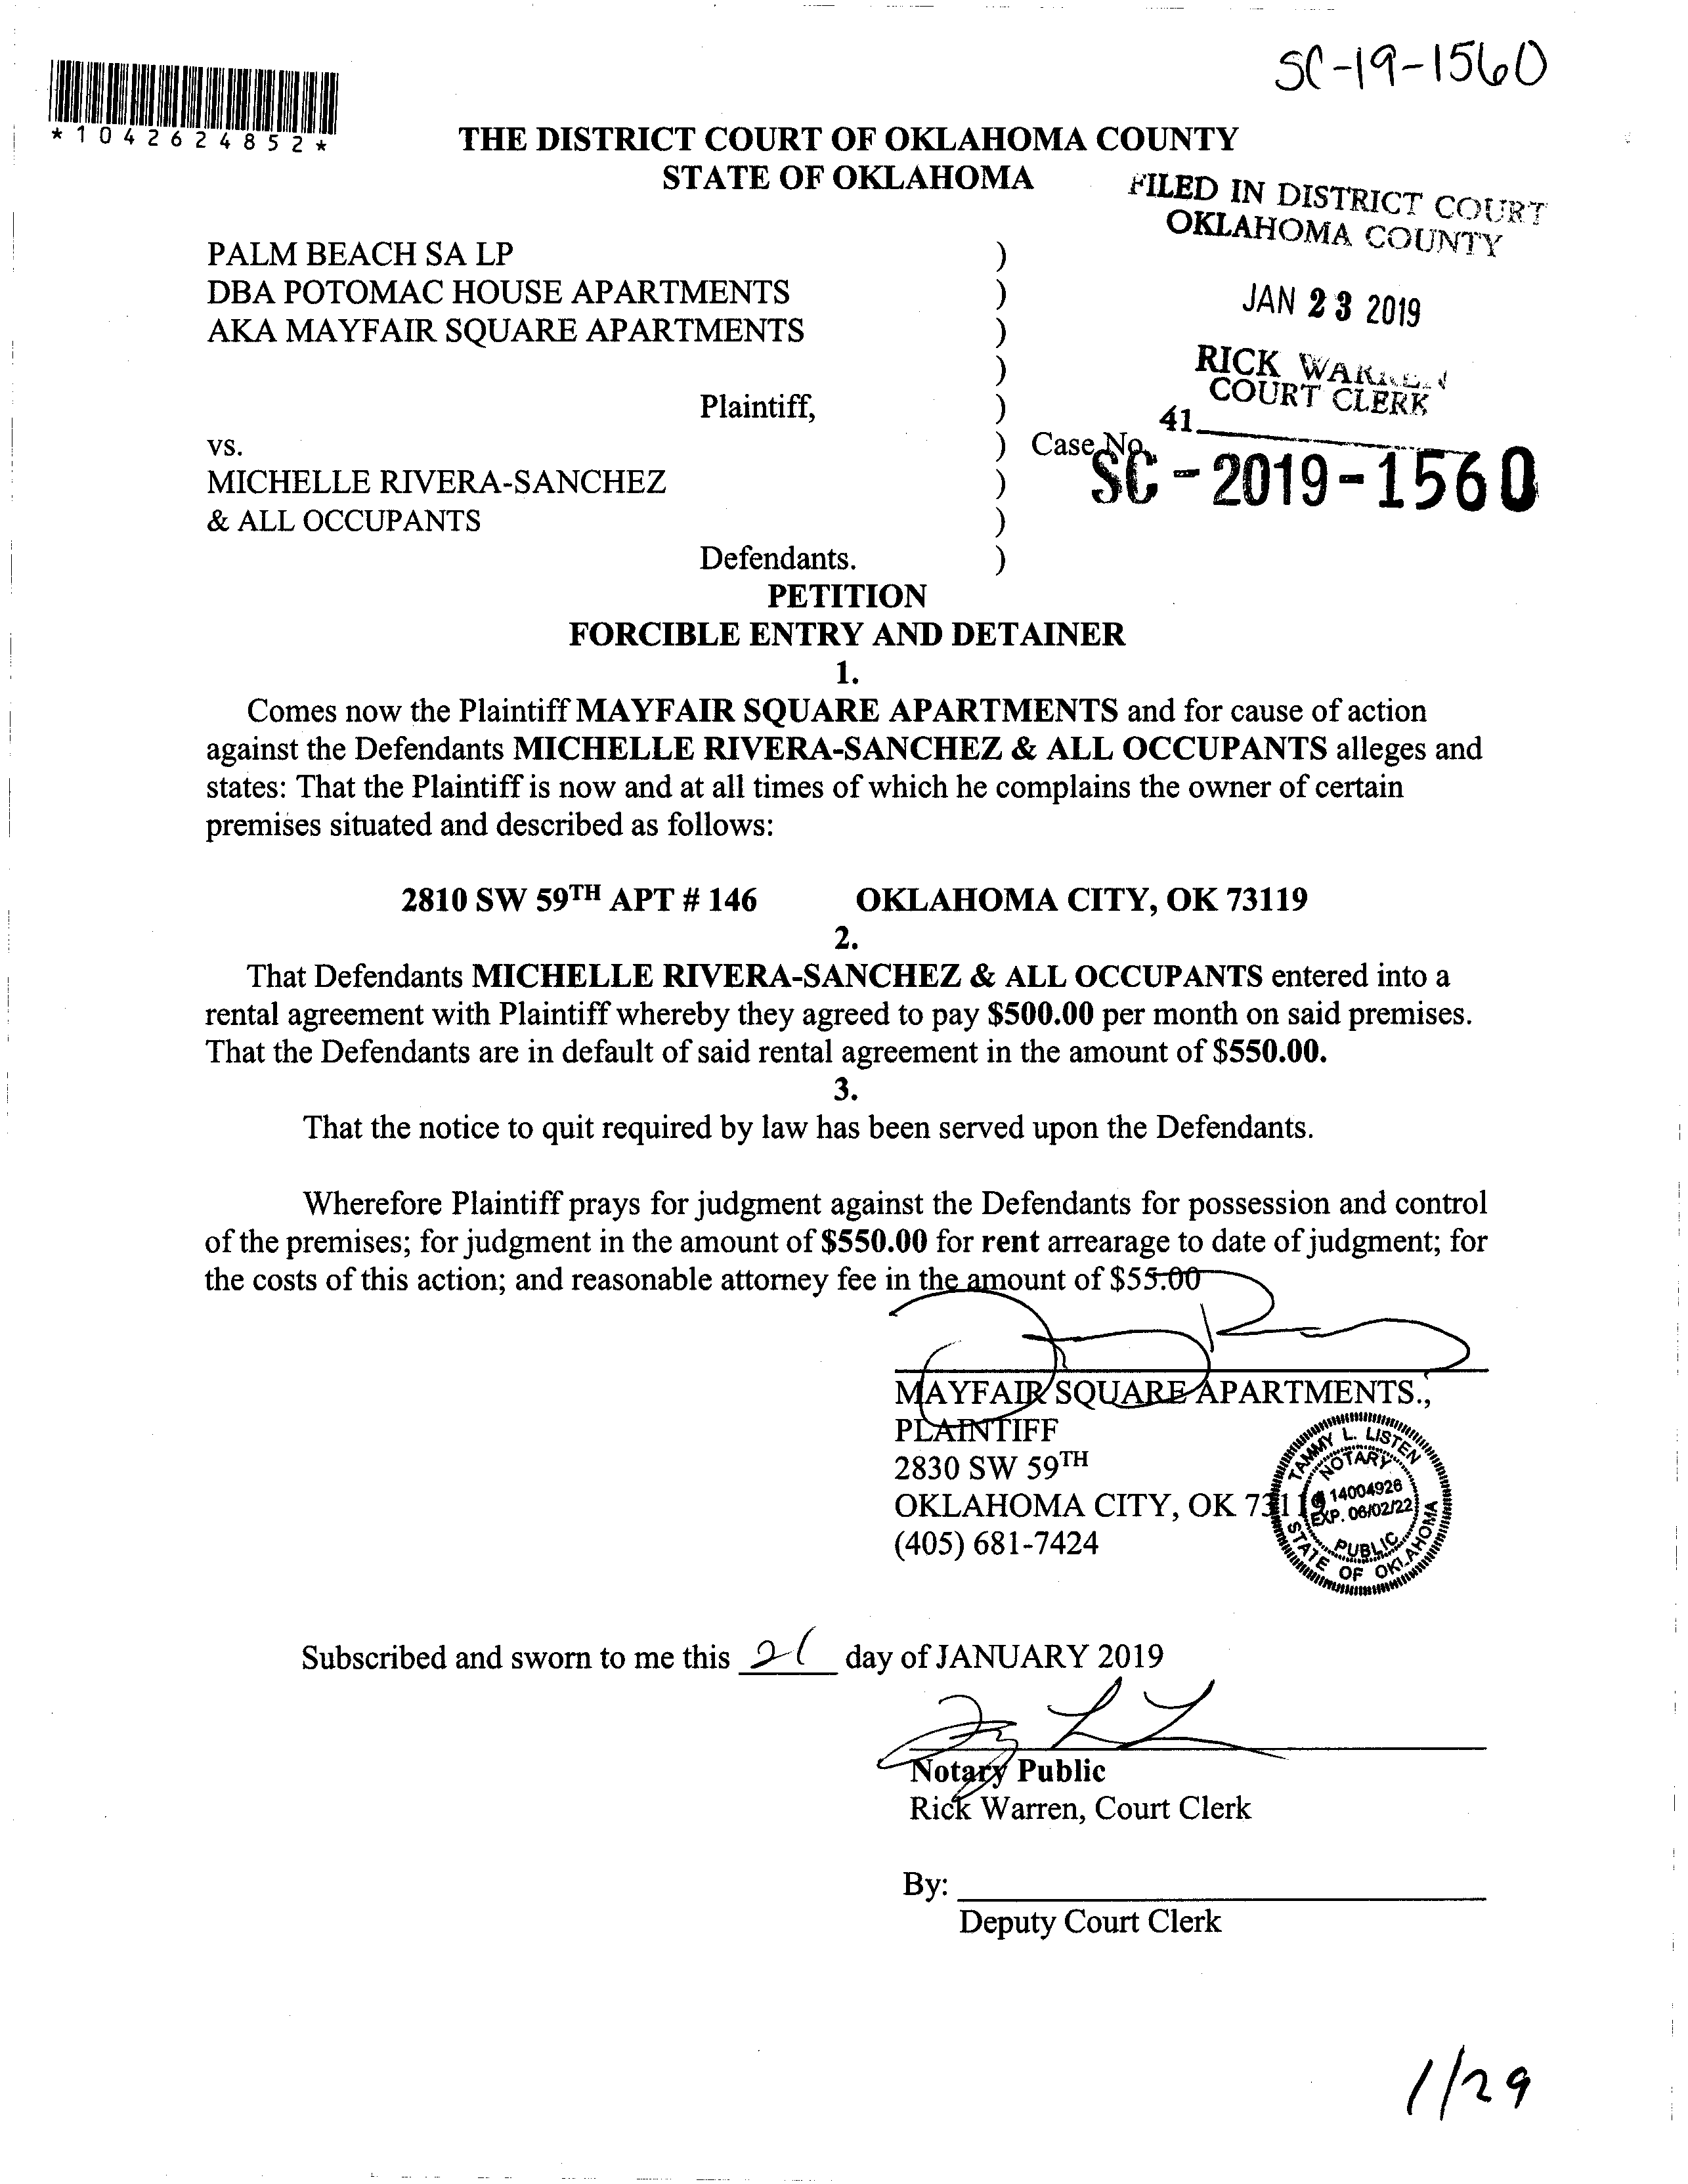 SC-19-1560
*1042624852*
THE DISTRICT COURT OF OKLAHOMA COUNTY
STATE OF OKLAHOMA
FILED IN DISTRICT COURT
OKLAHOMA COUNTY
PALM BEACH SA LP )
DBA POTOMAC HOUSE APARTMENTS )
JAN 23 2019
AKA MAYFAIR SQUARE APARTMENTS )
)
RICK WARREN
COURT CLERK
Plaintiff, )
41
vs. ) Case No.
SC-2019-1560
MICHELLE RIVERA-SANCHEZ )
& ALL OCCUPANTS )
Defendants. )
PETITION
FORCIBLE ENTRY AND DETAINER
1.
Comes now the Plaintiff MAYFAIR SQUARE APARTMENTS and for cause of action
against the Defendants MICHELLE RIVERA-SANCHEZ & ALL OCCUPANTS alleges and
states: That the Plaintiff is now and at all times of which he complains the owner of certain
premises situated and described as follows:
2810 SW 59TH APT # 146 OKLAHOMA CITY, OK 73119
2.
That Defendants MICHELLE RIVERA-SANCHEZ & ALL OCCUPANTS entered into a
rental agreement with Plaintiff whereby they agreed to pay $500.00 per month on said premises.
That the Defendants are in default of said rental agreement in the amount of $550.00.
3.
That the notice to quit required by law has been served upon the Defendants.
Wherefore Plaintiff prays for judgment against the Defendants for possession and control
of the premises; for judgment in the amount of $550.00 for rent arrearage to date of judgment; for
the costs of this action; and reasonable attorney fee in the amount of $55.00
MAYFAIR SQUARE APARTMENTS.,
PLAINTIFF
2830 SW 59TH
OKLAHOMA CITY, OK 73119
(405) 681-7424
TAMMY L. LISTEN
NOTARY
# 14004926
EXP. 06/02/22
PUBLIC
STATE OF OKLAHOMA
Subscribed and sworn to me this 21 day of JANUARY 2019
Notary Public
Rick Warren, Court Clerk
By:
Deputy Court Clerk
1/29